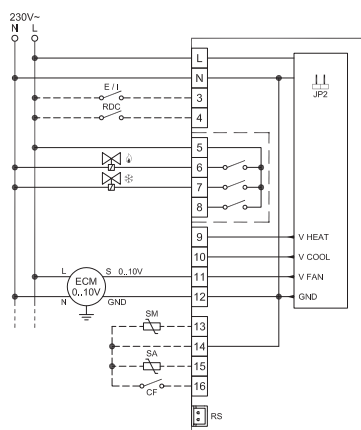 230V~
N L
L
N
JP2
E / I
3
RDC
4
5
6
7
8
9 V HEAT
10 V COOL
L S 0..10V 11 V FAN
ECM
0..10V
N GND 12 GND
SM
13
14
SA
15
CF
16
RS